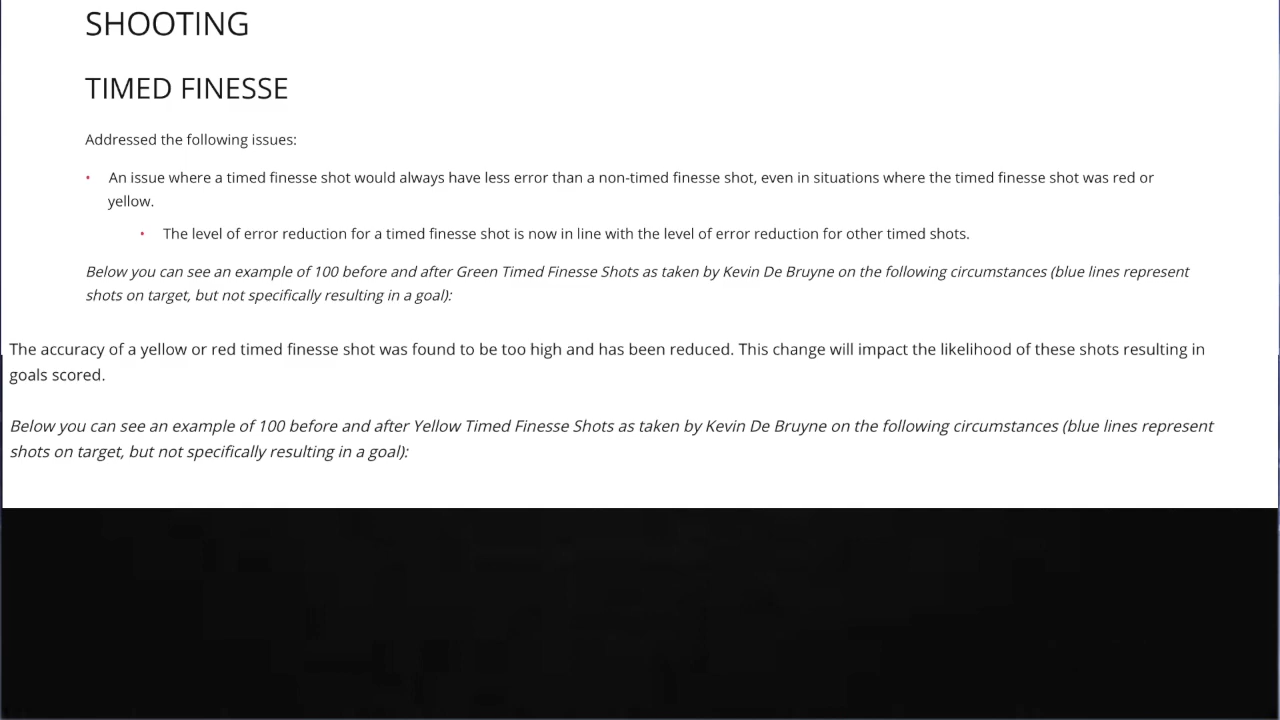 SHOOTING
TIMED FINESSE
Addressed the following issues:
• An issue where a timed finesse shot would always have less error than a non-timed finesse shot, even in situations where the timed finesse shot was red or
yellow.
• The level of error reduction for a timed finesse shot is now in line with the level of error reduction for other timed shots.
Below you can see an example of 100 before and after Green Timed Finesse Shots as taken by Kevin De Bruyne on the following circumstances (blue lines represent
shots on target, but not specifically resulting in a goal):
The accuracy of a yellow or red timed finesse shot was found to be too high and has been reduced. This change will impact the likelihood of these shots resulting in
goals scored.
Below you can see an example of 100 before and after Yellow Timed Finesse Shots as taken by Kevin De Bruyne on the following circumstances (blue lines represent
shots on target, but not specifically resulting in a goal):